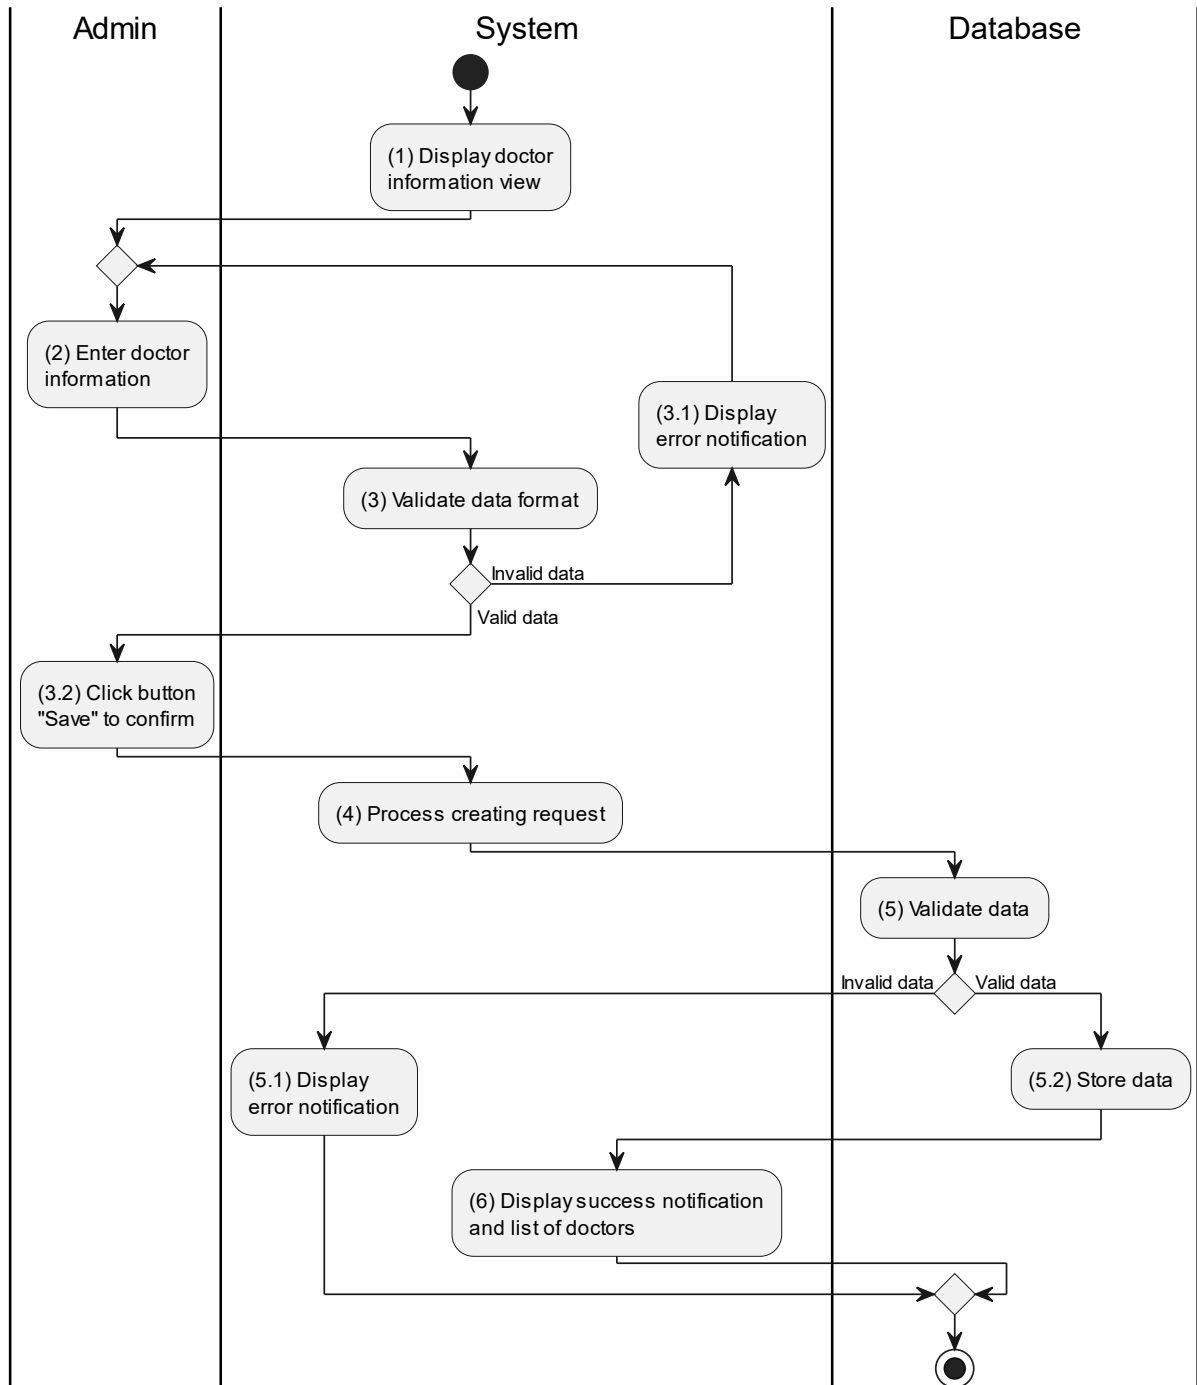 Admin
System
Database
(1) Display doctor
information view
(2) Enter doctor
information
(3.1) Display
error notification
(3) Validate data format
Invalid data
Valid data
(3.2) Click button
"Save" to confirm
(4) Process creating request
(5) Validate data
Invalid data
Valid data
(5.1) Display
error notification
(5.2) Store data
(6) Display success notification
and list of doctors